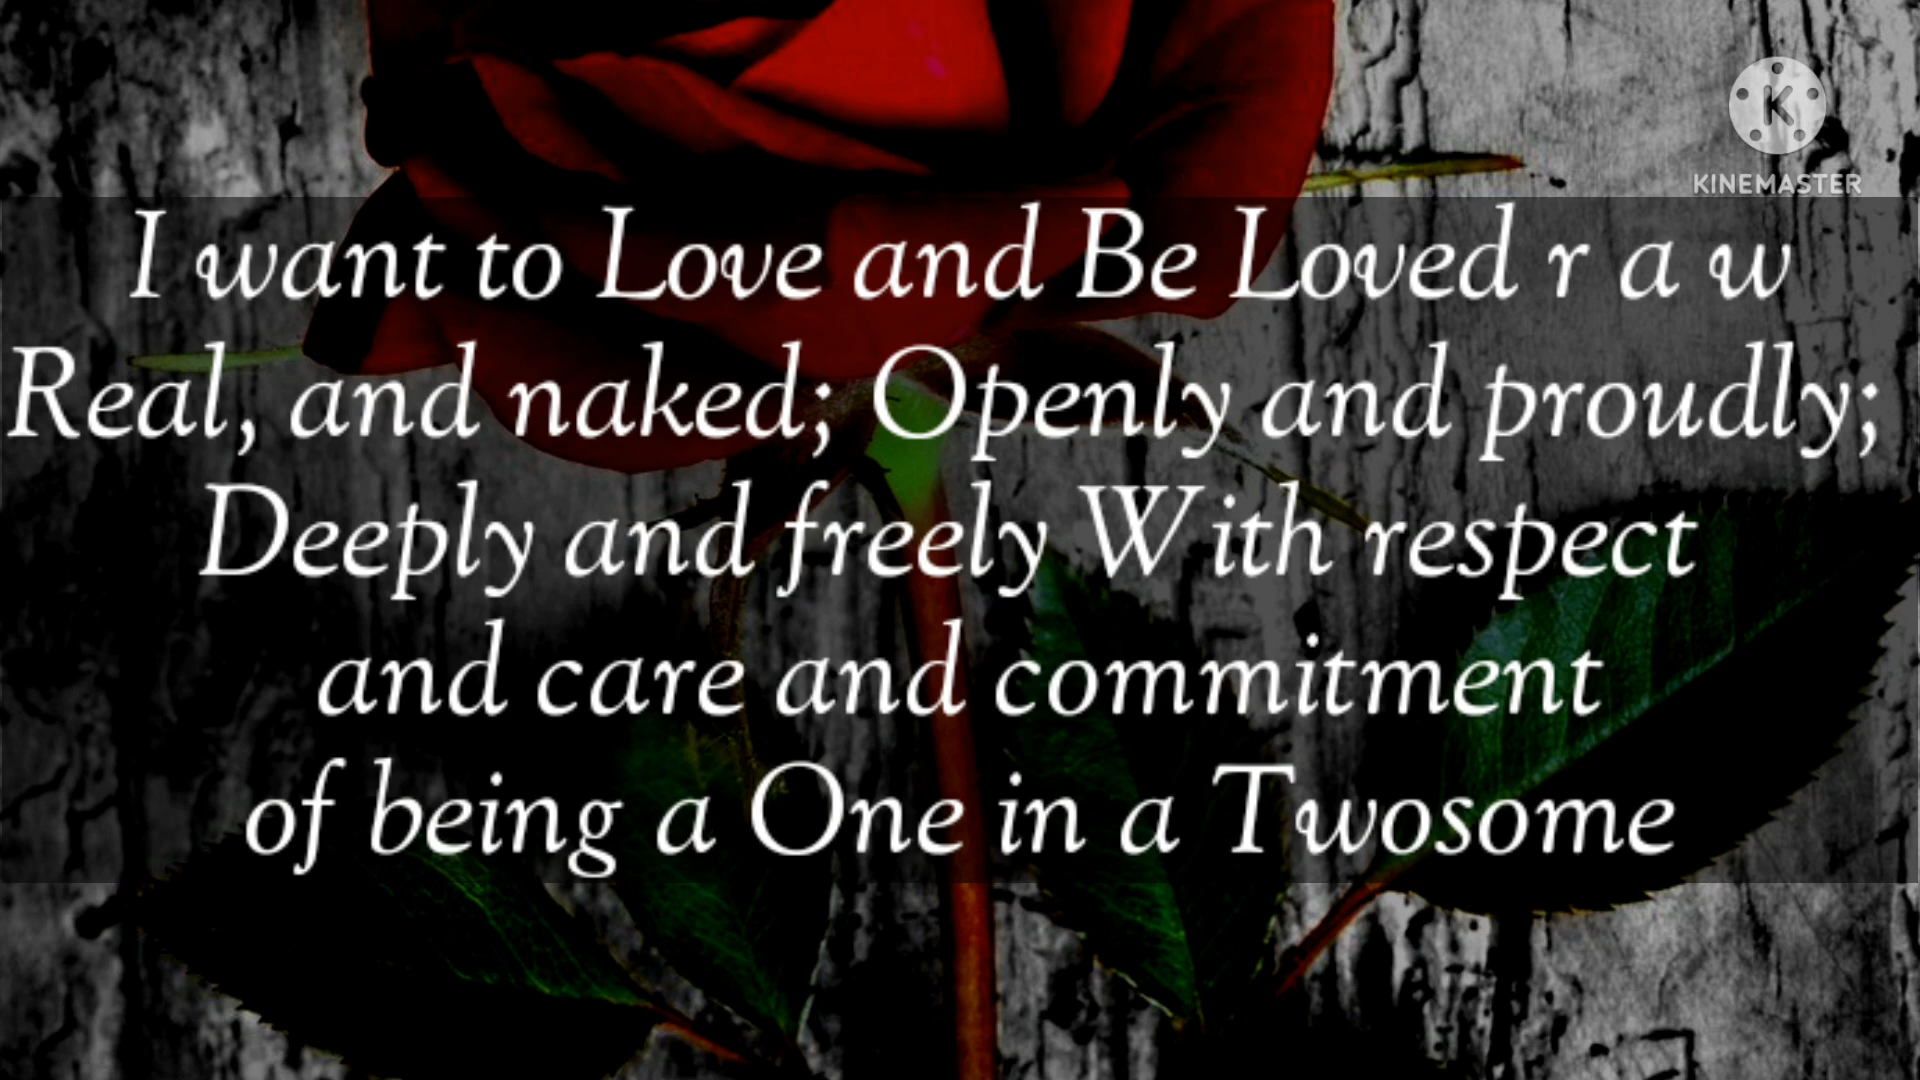 K
KINEMASTER
I want to Love and Be Loved r a w
Real, and naked; Openly and proudly;
Deeply and freely With respect
and care and commitment
of being a One in a Twosome